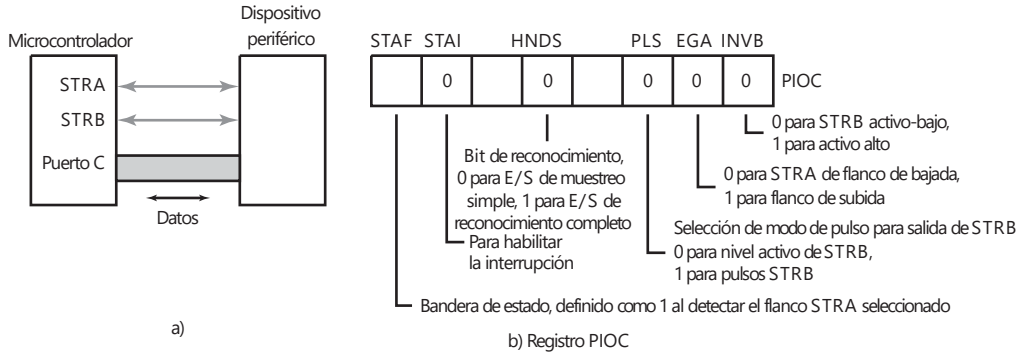 Microcontrolador
Dispositivo
periférico
STRA
STRB
Puerto C
Datos
a)
STAF STAI HNDS PLS EGA INVB
0 0 0 0 0 PIOC
0 para STRB activo-bajo,
1 para activo alto
0 para STRA de flanco de bajada,
1 para flanco de subida
Selección de modo de pulso para salida de STRB
0 para nivel activo de STRB,
1 para pulsos STRB
Bit de reconocimiento,
0 para E/S de muestreo
simple, 1 para E/S de
reconocimiento completo
Para habilitar
la interrupción
Bandera de estado, definido como 1 al detectar el flanco STRA seleccionado
b) Registro PIOC